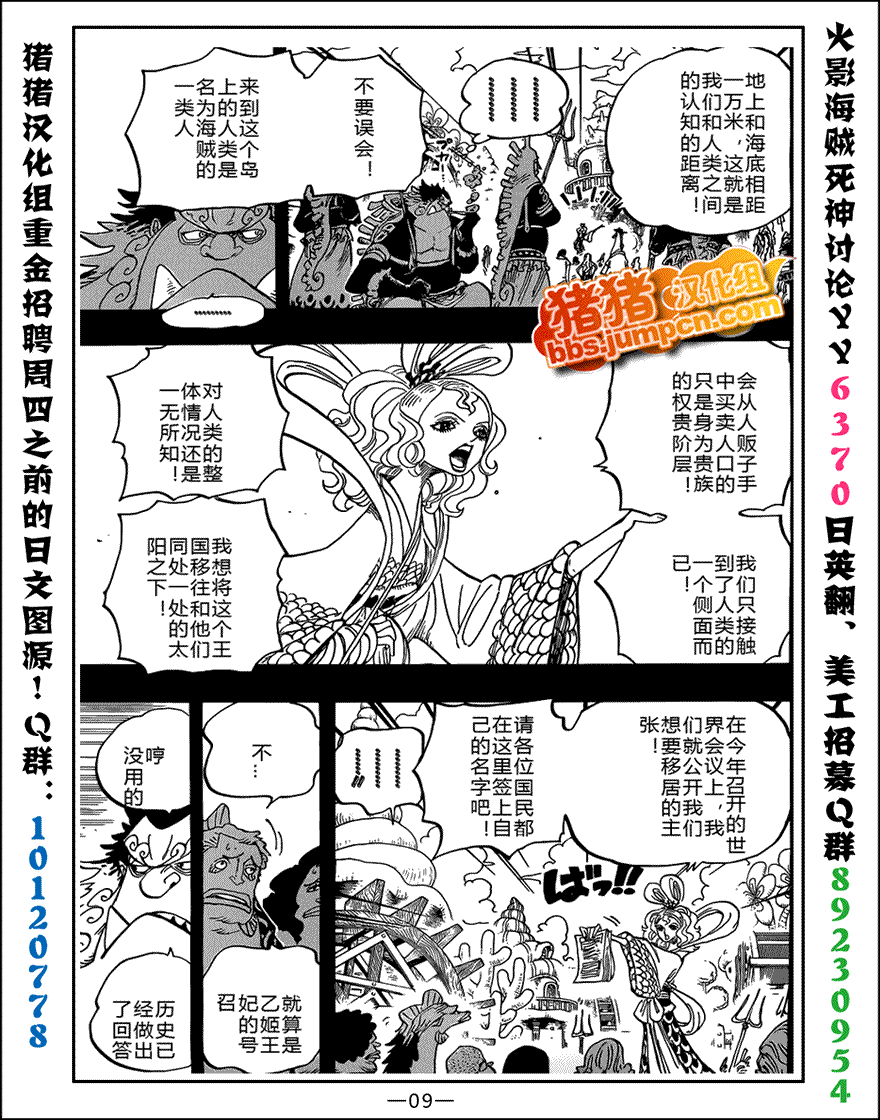 火影海贼死神讨论YY6370日英翻、美工招募Q群892309954
地上和海底相距
一万米，这就是
我们和人类之间
的认知的
距离！
不要误会！
来到这个岛
上的人类是
名为海贼的
一类人
猪猪汉化组
bbs.jumpcn.com
会从人贩子手
中买卖人口的
只是身为贵族
的权贵阶层！
我们只接触
到了人类的
一个侧面而
已！
对人类的整
体情况还是
一无所知！
我想将这个王
国移往和他们
同处一处的太
阳之下！
在今年召开的世
界会议上，我
们就公开我们
想要移居的主
张！
请各位国民都
在这里签上自
己的名字吧！
ばっ!!
不…
就算是
乙姬王
妃的号
召
哼
没用的
历史已
经做出
了回答
猪猪汉化组重金招聘周四之前的日文图源！Q群：10120778
—09—